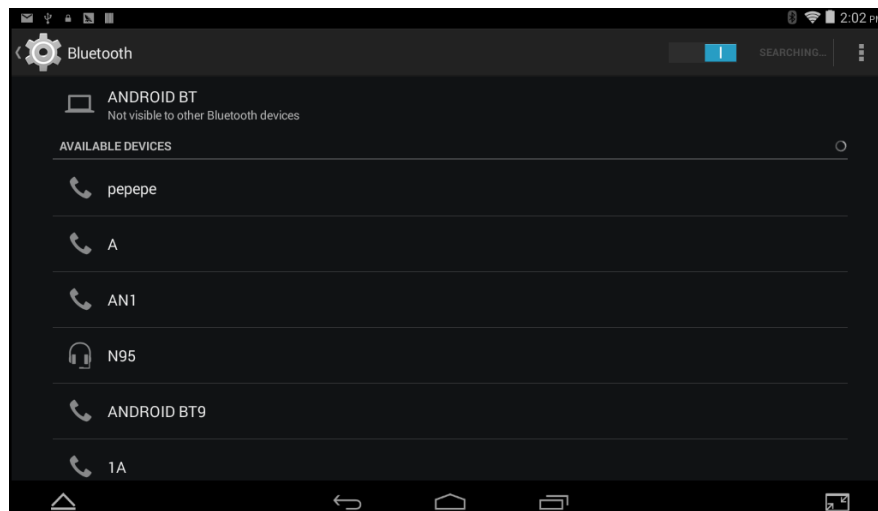 2:02 PM
Bluetooth
SEARCHING...
ANDROID BT
Not visible to other Bluetooth devices
AVAILABLE DEVICES
pepepe
A
AN1
N95
ANDROID BT9
1A